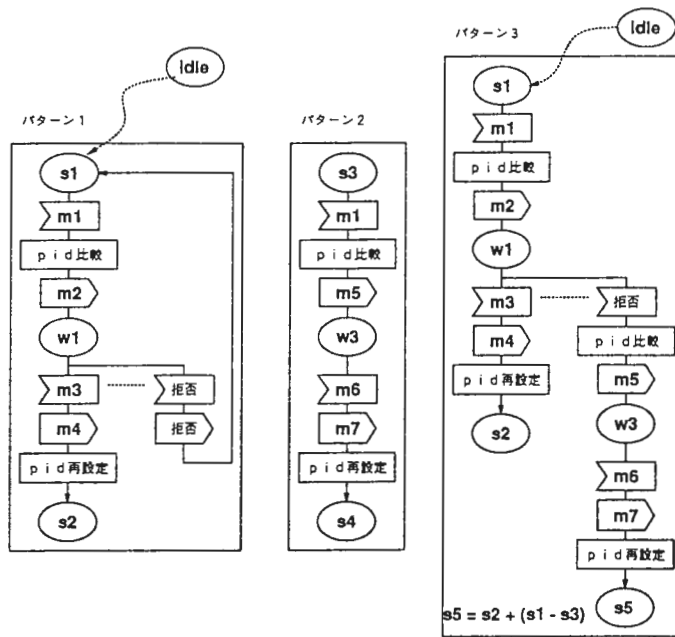 パターン1
Idle
s1
m1
pid比較
m2
w1
m3
拒否
m4
拒否
pid再設定
s2
パターン2
s3
m1
pid比較
m5
w3
m6
m7
pid再設定
s4
パターン3
Idle
s1
m1
pid比較
m2
w1
m3
拒否
m4
pid比較
pid再設定
m5
s2
w3
m6
m7
pid再設定
s5
s5 = s2 + (s1 - s3)